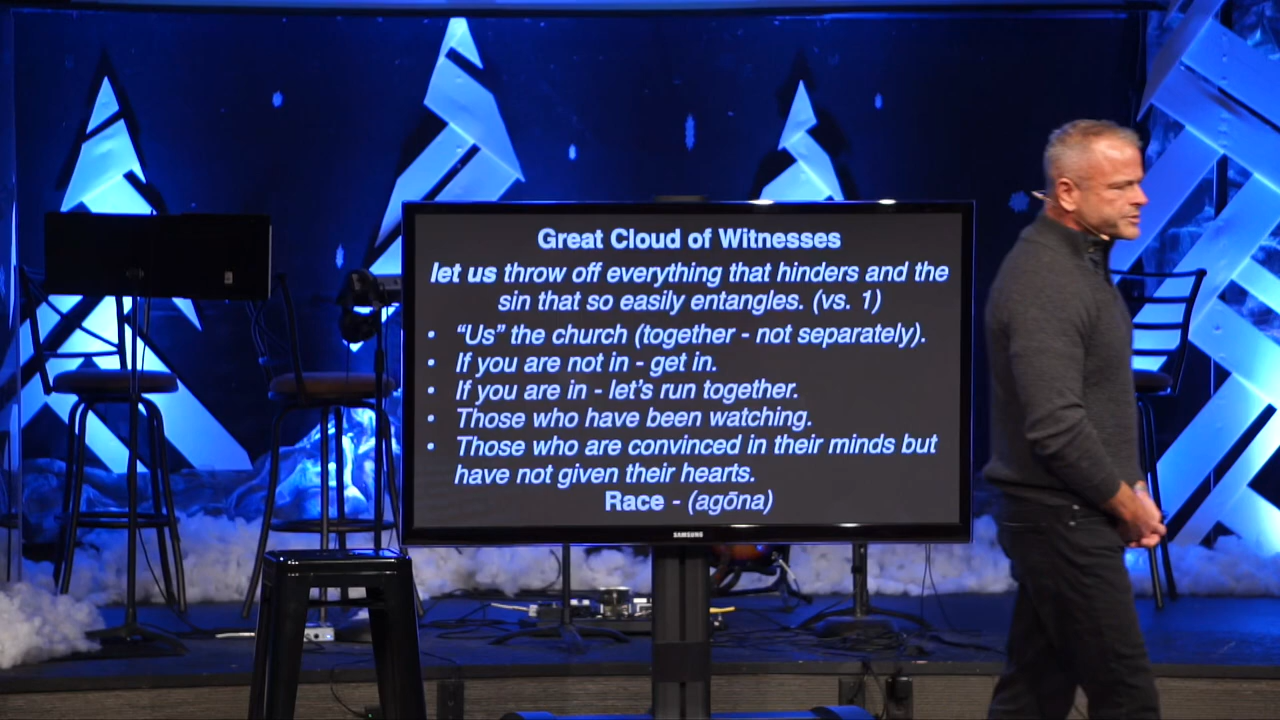 Great Cloud of Witnesses
let us throw off everything that hinders and the
sin that so easily entangles. (vs. 1)
• “Us” the church (together - not separately).
• If you are not in - get in.
• If you are in - let’s run together.
• Those who have been watching.
• Those who are convinced in their minds but
have not given their hearts.
Race - (agōna)
SAMSUNG